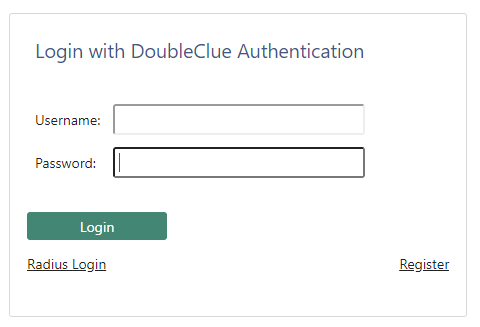 Login with DoubleClue Authentication
Username:
Password:
Login
Radius Login
Register